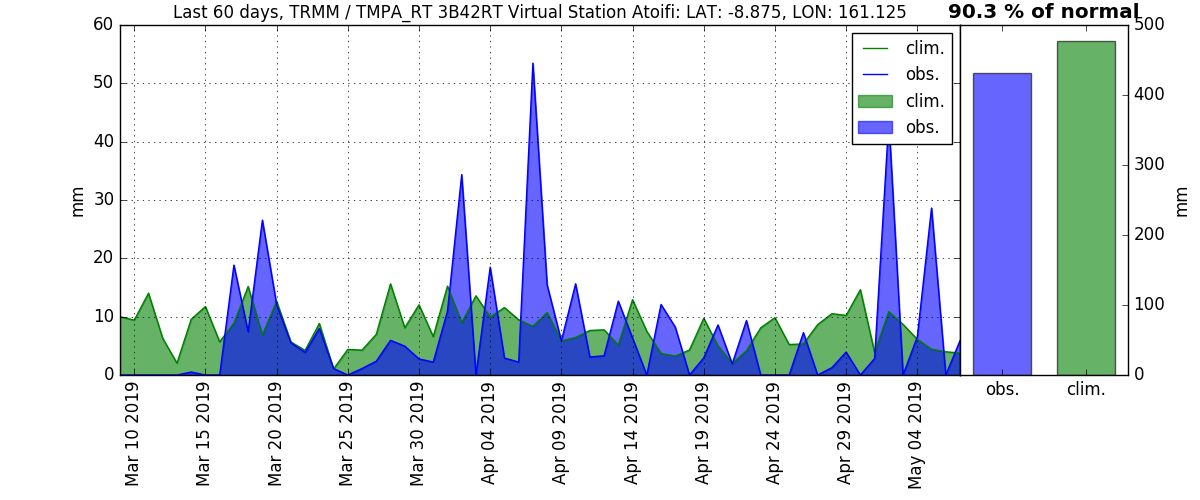 Last 60 days, TRMM / TMPA_RT 3B42RT Virtual Station Atoifi: LAT: -8.875, LON: 161.125
90.3 % of normal
60
50
40
30
20
10
0
mm
clim.
obs.
clim.
obs.
500
400
300
200
100
0
mm
Mar 10 2019
Mar 15 2019
Mar 20 2019
Mar 25 2019
Mar 30 2019
Apr 04 2019
Apr 09 2019
Apr 14 2019
Apr 19 2019
Apr 24 2019
Apr 29 2019
May 04 2019
obs.
clim.